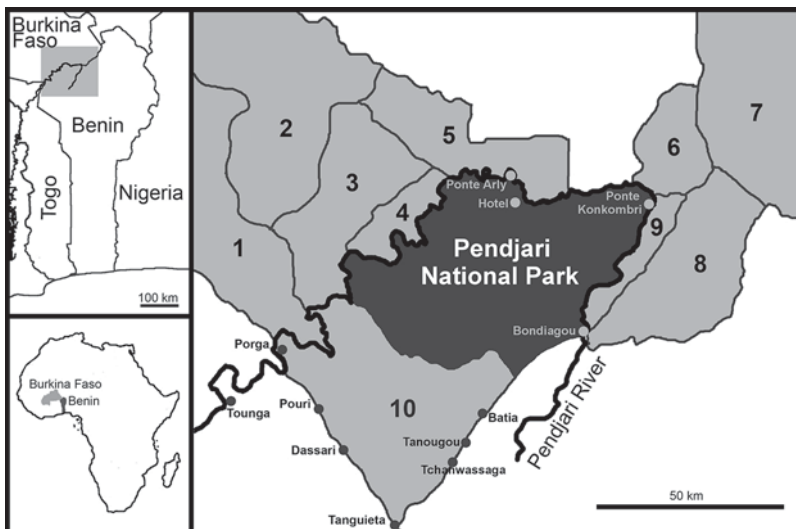 Burkina
Faso
Benin
Togo
Nigeria
100 km
Burkina Faso
Benin
1
2
3
4
5
6
7
8
9
10
Ponte Arly
Hotel
Ponte
Konkombri
Pendjari
National Park
Bondiagou
Pendjari River
Porga
Tounga
Pouri
Dassari
Tanguieta
Batia
Tanougou
Tchanwassaga
50 km